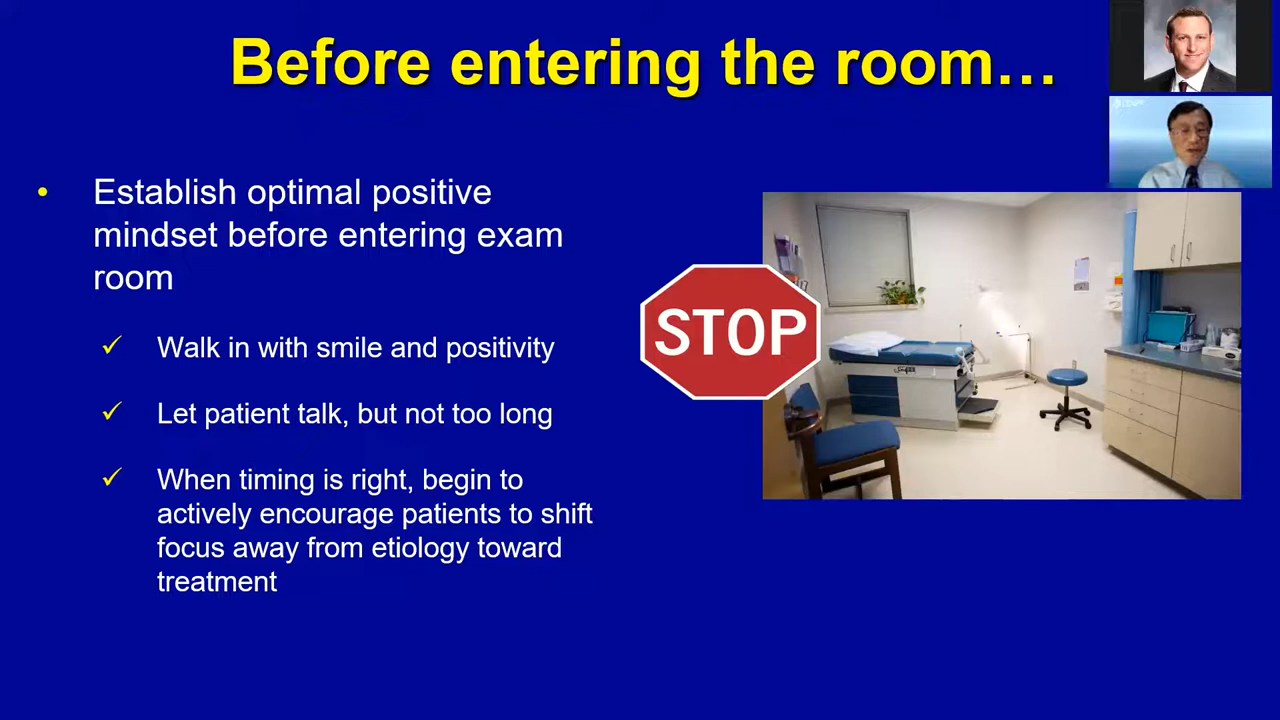 Before entering the room…
• Establish optimal positive
mindset before entering exam
room
✓ Walk in with smile and positivity
✓ Let patient talk, but not too long
✓ When timing is right, begin to
actively encourage patients to shift
focus away from etiology toward
treatment
STOP